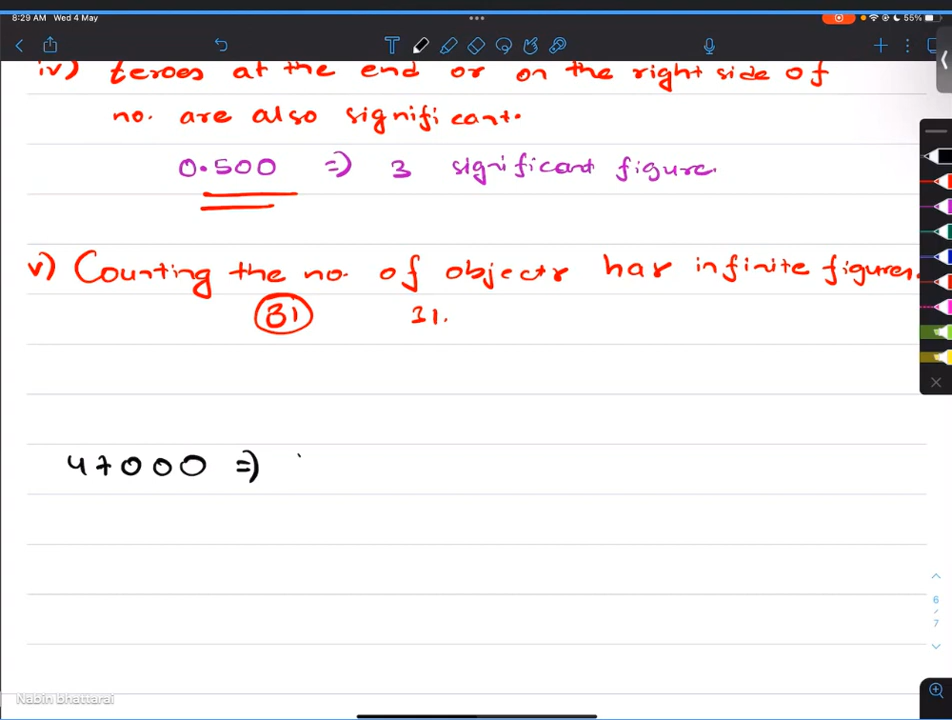 8:29 AM Wed 4 May
55%
iv) zeroes at the end or on the right side of
no. are also significant.
0.500 => 3 significant figure.
v) Counting the no. of objects has infinite figures.
31 31.
47000 =>
6
/
7
Nabin bhattarai